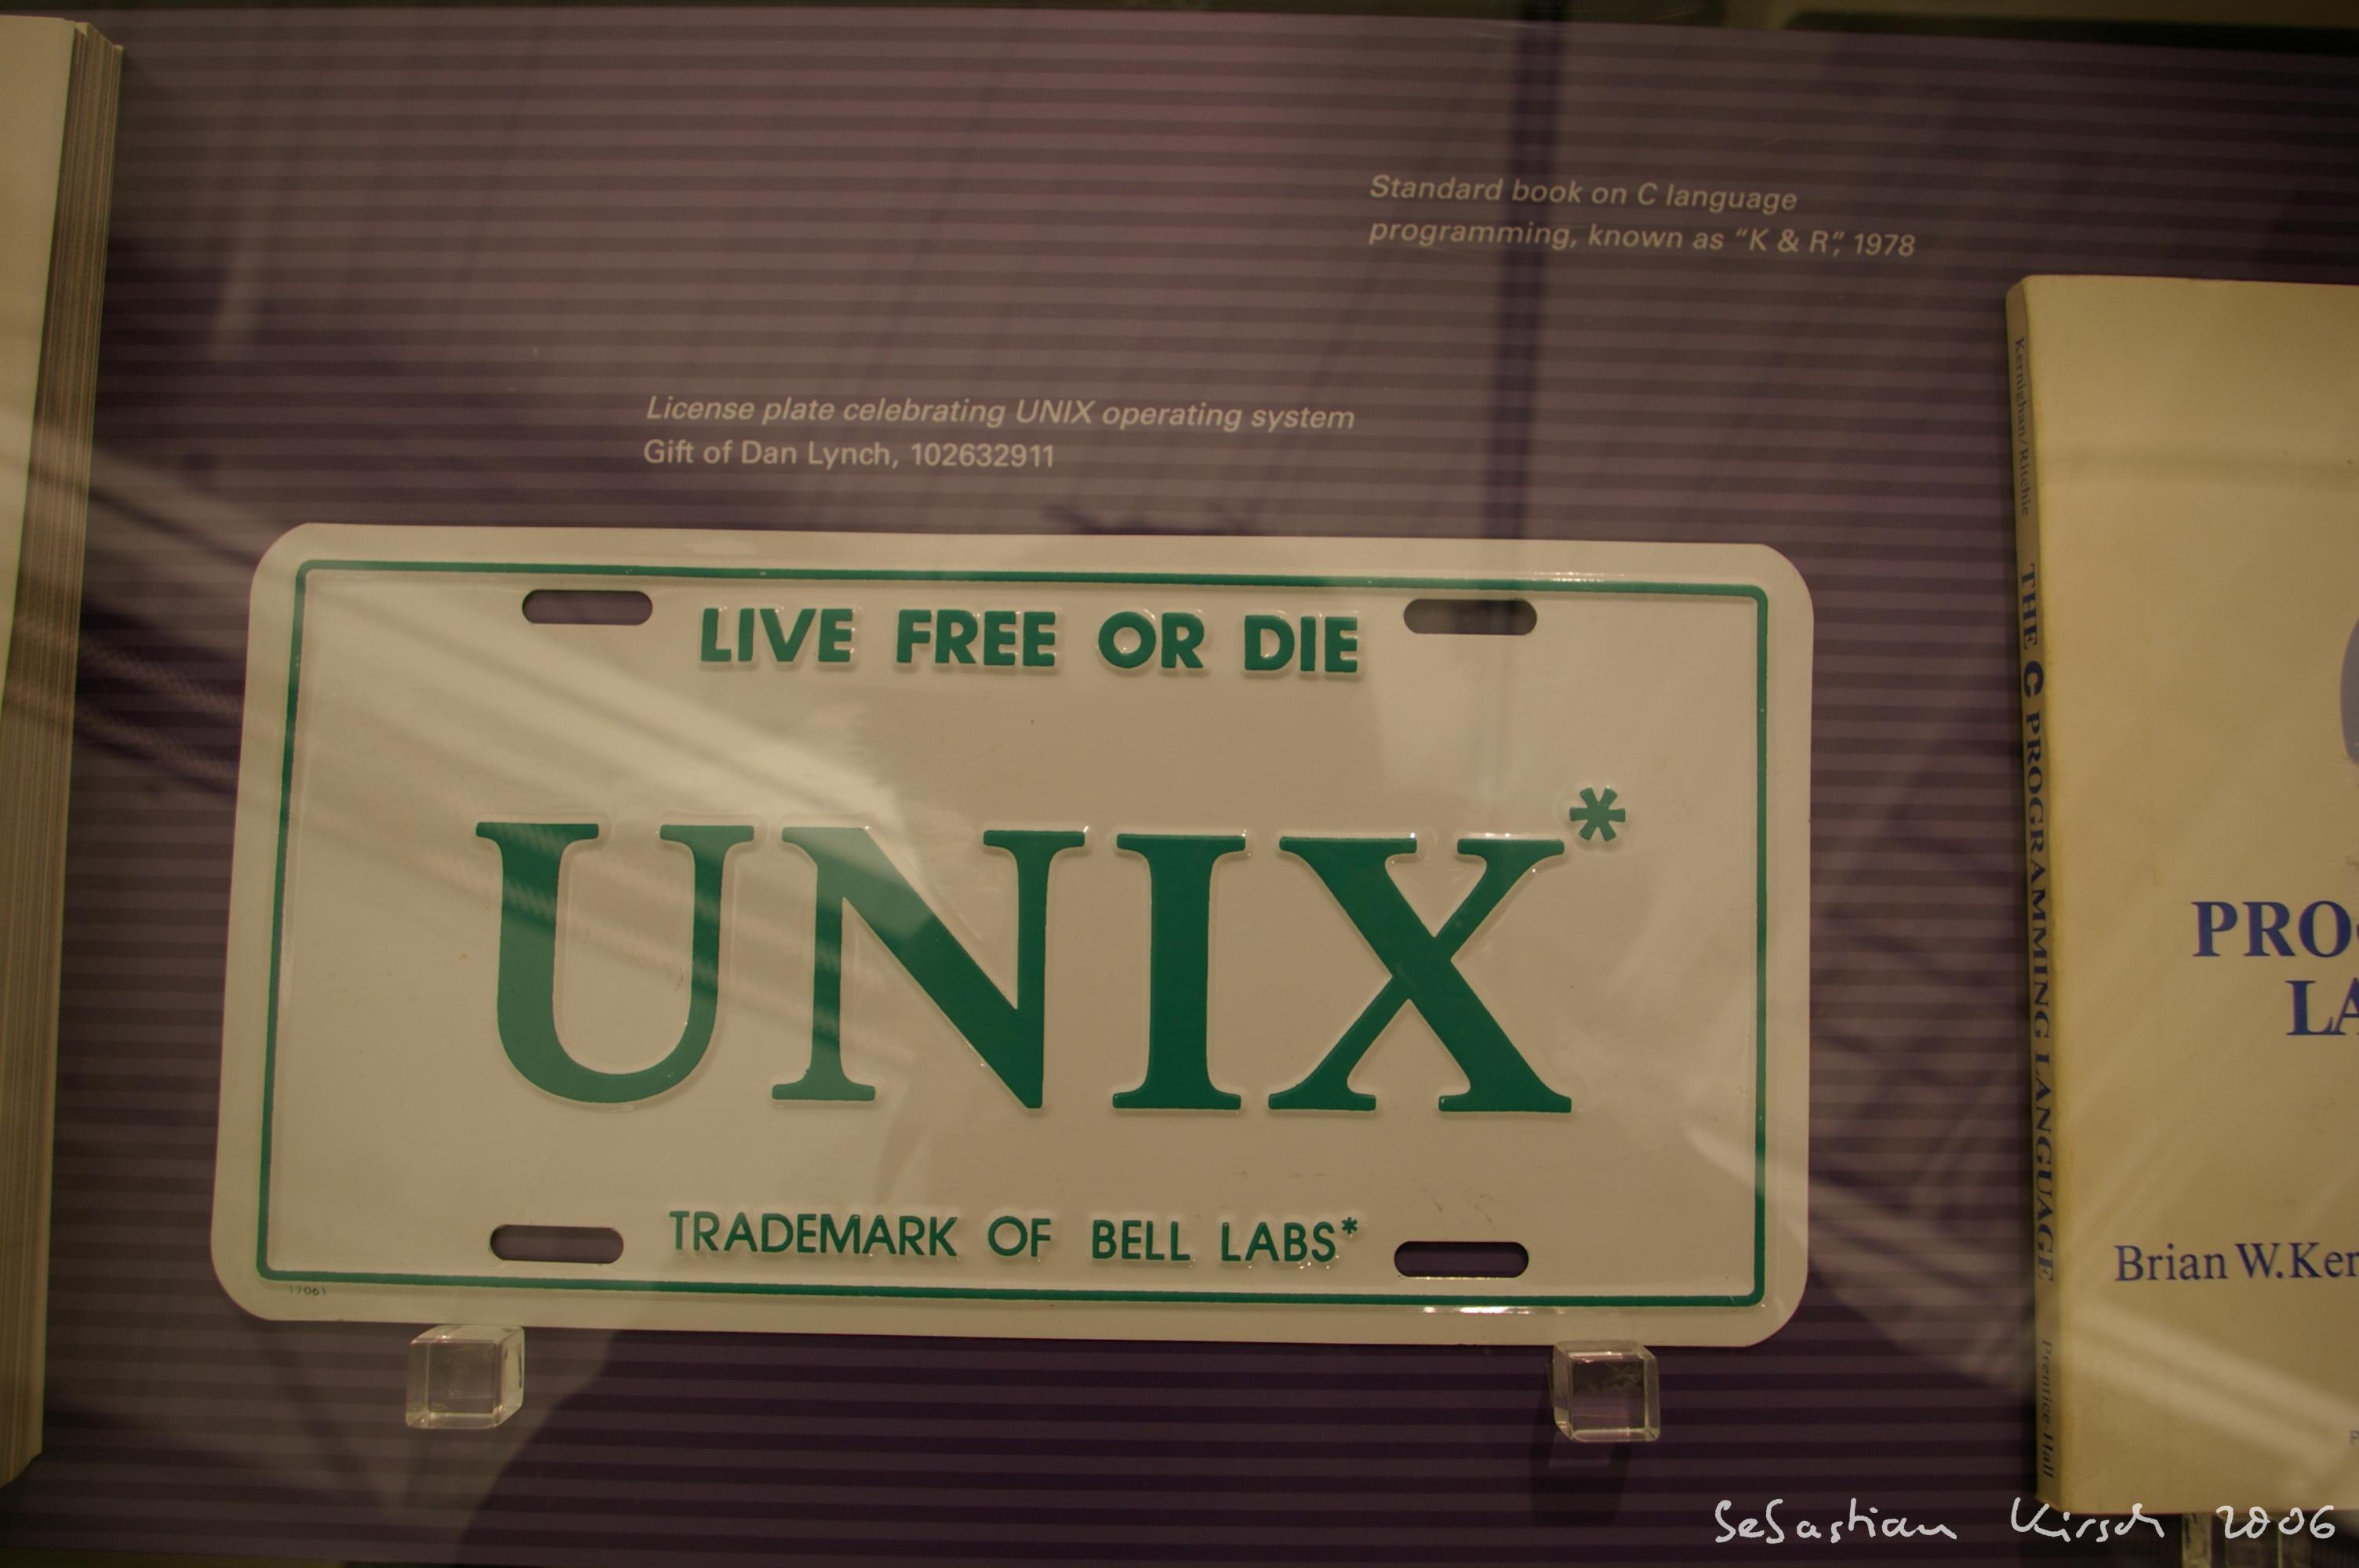 Standard book on C language
programming, known as “K & R”, 1978
License plate celebrating UNIX operating system
Gift of Dan Lynch, 102632911
LIVE FREE OR DIE
UNIX*
TRADEMARK OF BELL LABS*
17061
Kernighan/Ritchie THE C PROGRAMMING LANGUAGE Prentice-Hall
PRO
LA
Brian W.Ker
Sebastian Kirsch 2006